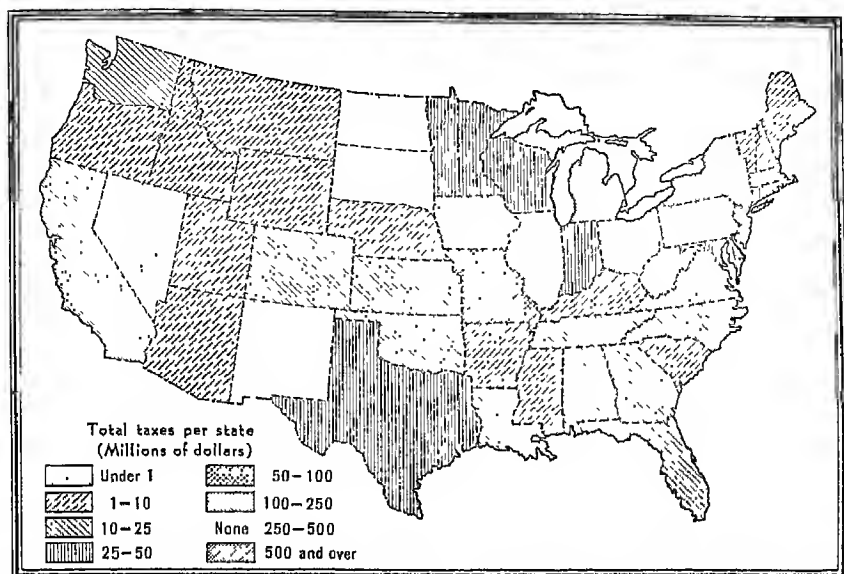 Total taxes per state
(Millions of dollars)
Under 1
1–10
10–25
25–50
50–100
100–250
None 250–500
500 and over